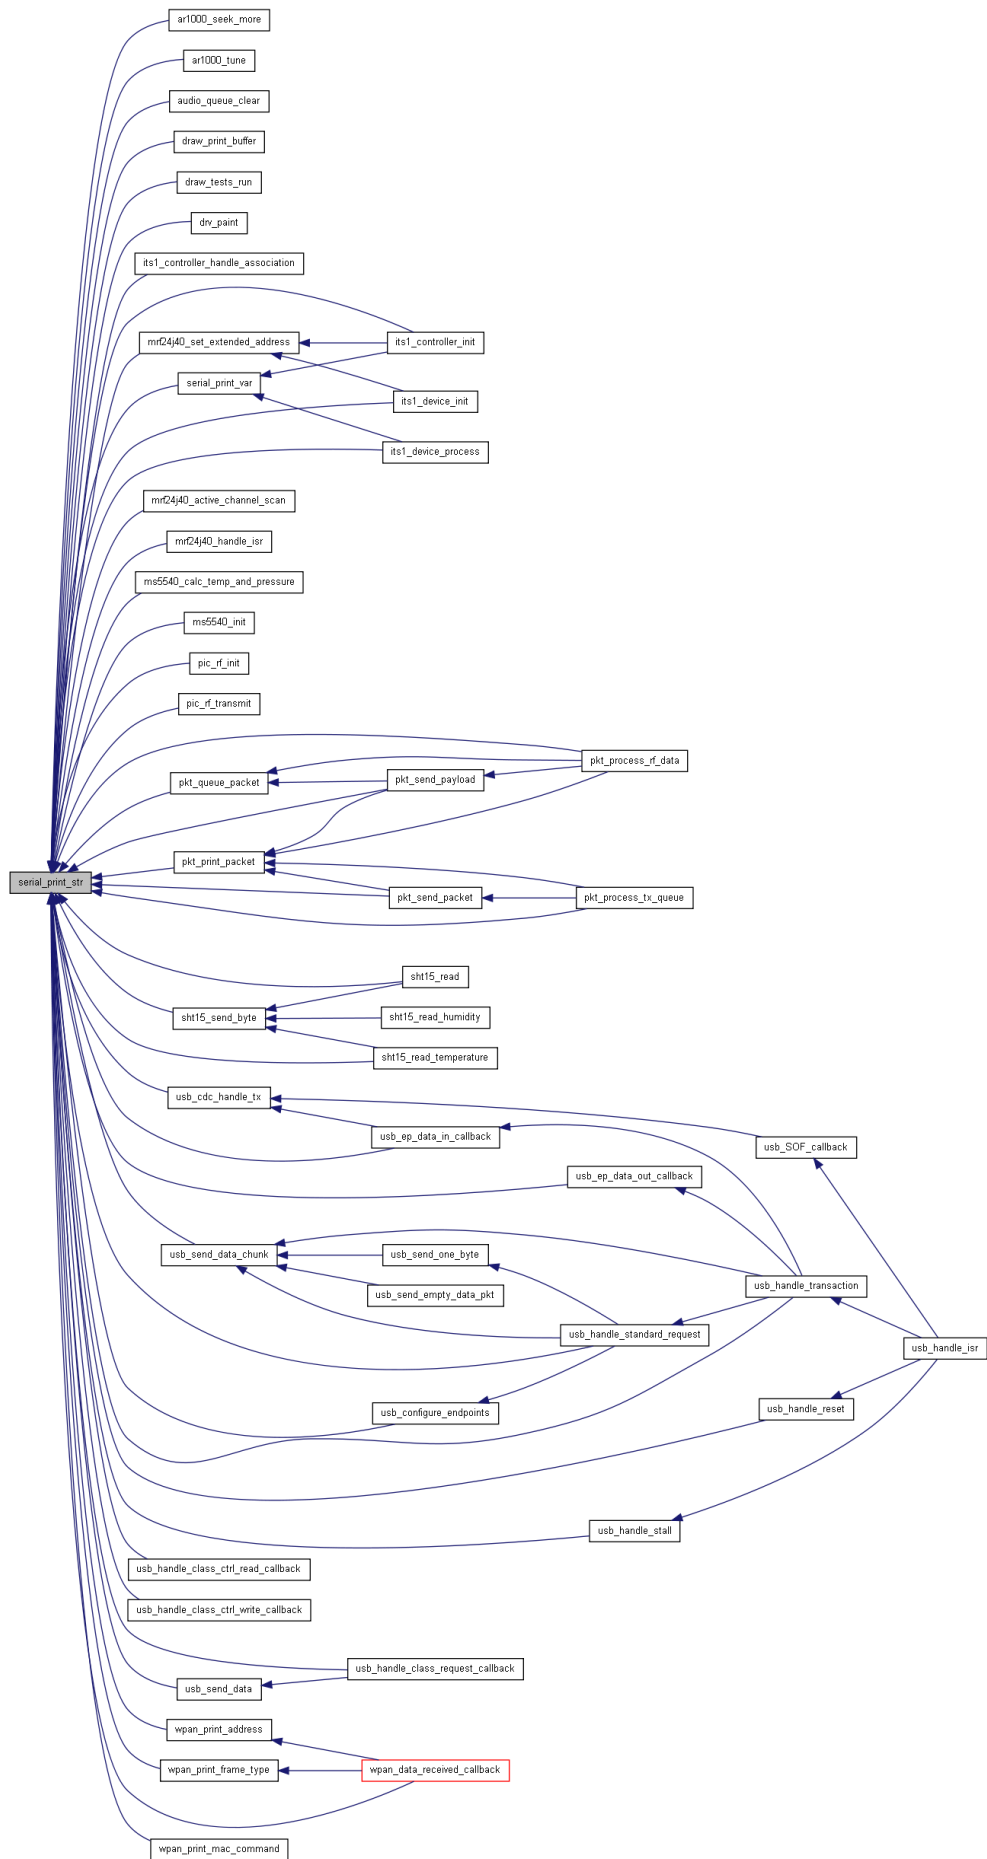 ar1000_seek_more
ar1000_tune
audio_queue_clear
draw_print_buffer
draw_tests_run
drv_paint
its1_controller_handle_association
mrf24j40_set_extended_address
its1_controller_init
serial_print_var
its1_device_init
its1_device_process
mrf24j40_active_channel_scan
mrf24j40_handle_isr
ms5540_calc_temp_and_pressure
ms5540_init
pic_rf_init
pic_rf_transmit
pkt_process_rf_data
pkt_queue_packet
pkt_send_payload
pkt_print_packet
serial_print_str
pkt_send_packet
pkt_process_tx_queue
sht15_read
sht15_send_byte
sht15_read_humidity
sht15_read_temperature
usb_cdc_handle_tx
usb_ep_data_in_callback
usb_SOF_callback
usb_ep_data_out_callback
usb_send_data_chunk
usb_send_one_byte
usb_send_empty_data_pkt
usb_handle_transaction
usb_handle_standard_request
usb_handle_isr
usb_configure_endpoints
usb_handle_reset
usb_handle_stall
usb_handle_class_ctrl_read_callback
usb_handle_class_ctrl_write_callback
usb_handle_class_request_callback
usb_send_data
wpan_print_address
wpan_print_frame_type
wpan_data_received_callback
wpan_print_mac_command